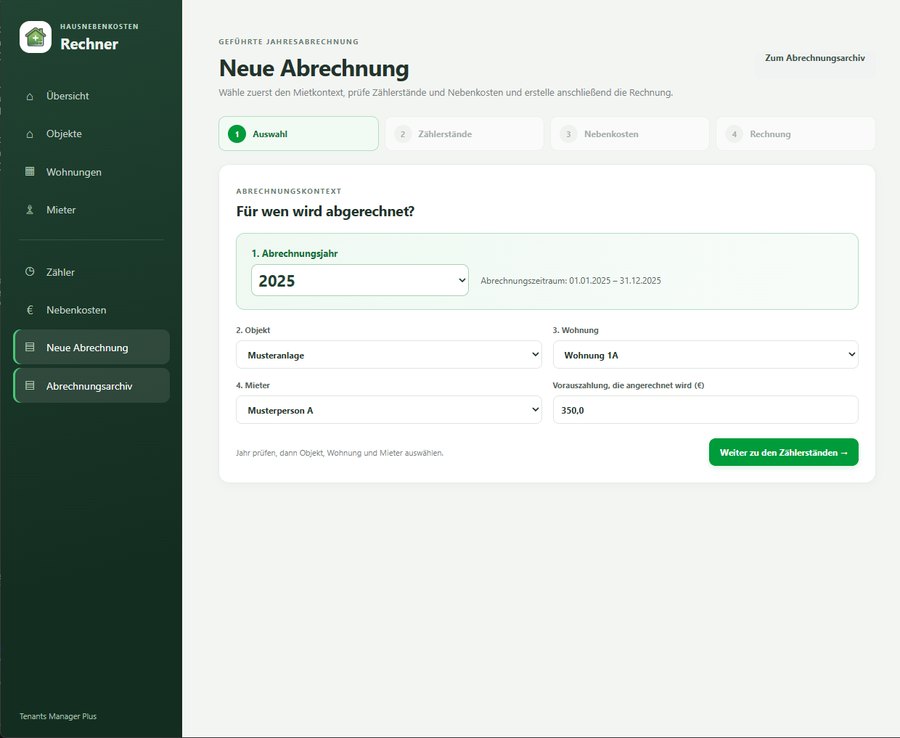 HAUSNEBENKOSTEN
Rechner
Übersicht
Objekte
Wohnungen
Mieter
Zähler
€ Nebenkosten
Neue Abrechnung
Abrechnungsarchiv
Tenants Manager Plus
GEFÜHRTE JAHRESABRECHNUNG
Neue Abrechnung
Zum Abrechnungsarchiv
Wähle zuerst den Mietkontext, prüfe Zählerstände und Nebenkosten und erstelle anschließend die Rechnung.
1 Auswahl
2 Zählerstände
3 Nebenkosten
4 Rechnung
ABRECHNUNGSKONTEXT
Für wen wird abgerechnet?
1. Abrechnungsjahr
2025
Abrechnungszeitraum: 01.01.2025 – 31.12.2025
2. Objekt
Musteranlage
3. Wohnung
Wohnung 1A
4. Mieter
Musterperson A
Vorauszahlung, die angerechnet wird (€)
350,0
Jahr prüfen, dann Objekt, Wohnung und Mieter auswählen.
Weiter zu den Zählerständen →